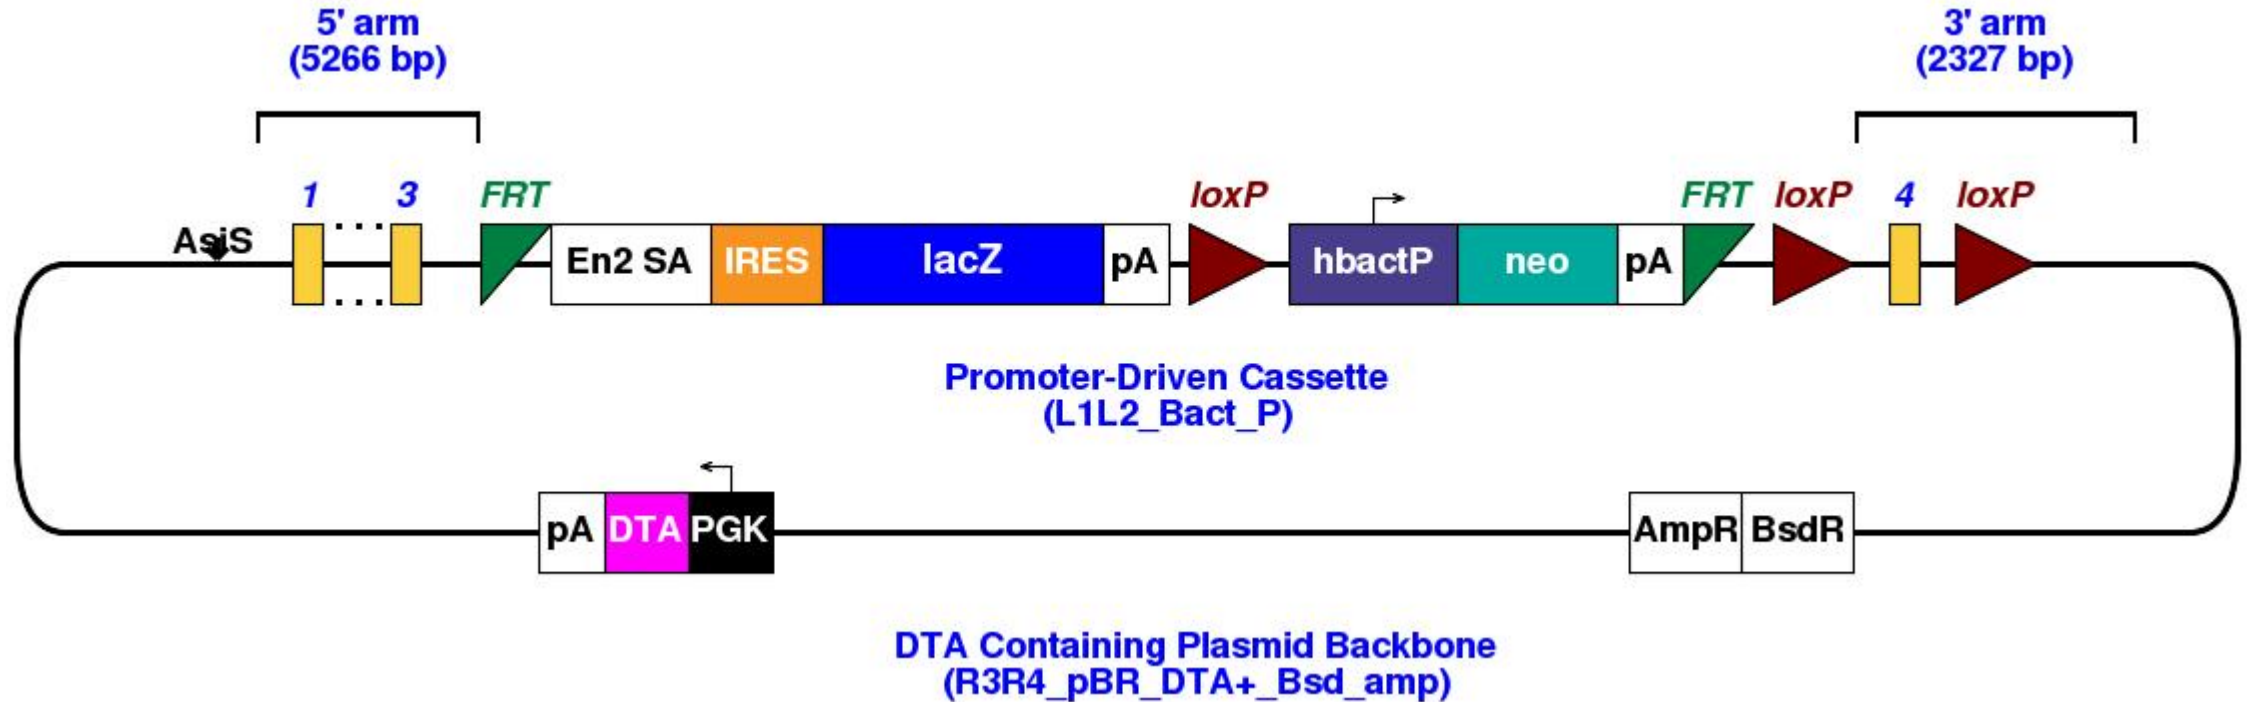 5' arm
(5266 bp)
3' arm
(2327 bp)
1 3 FRT loxP FRT loxP 4 loxP
AsiS
En2 SA IRES lacZ pA hbactP neo pA
Promoter-Driven Cassette
(L1L2_Bact_P)
pA DTA PGK AmpR BsdR
DTA Containing Plasmid Backbone
(R3R4_pBR_DTA+_Bsd_amp)